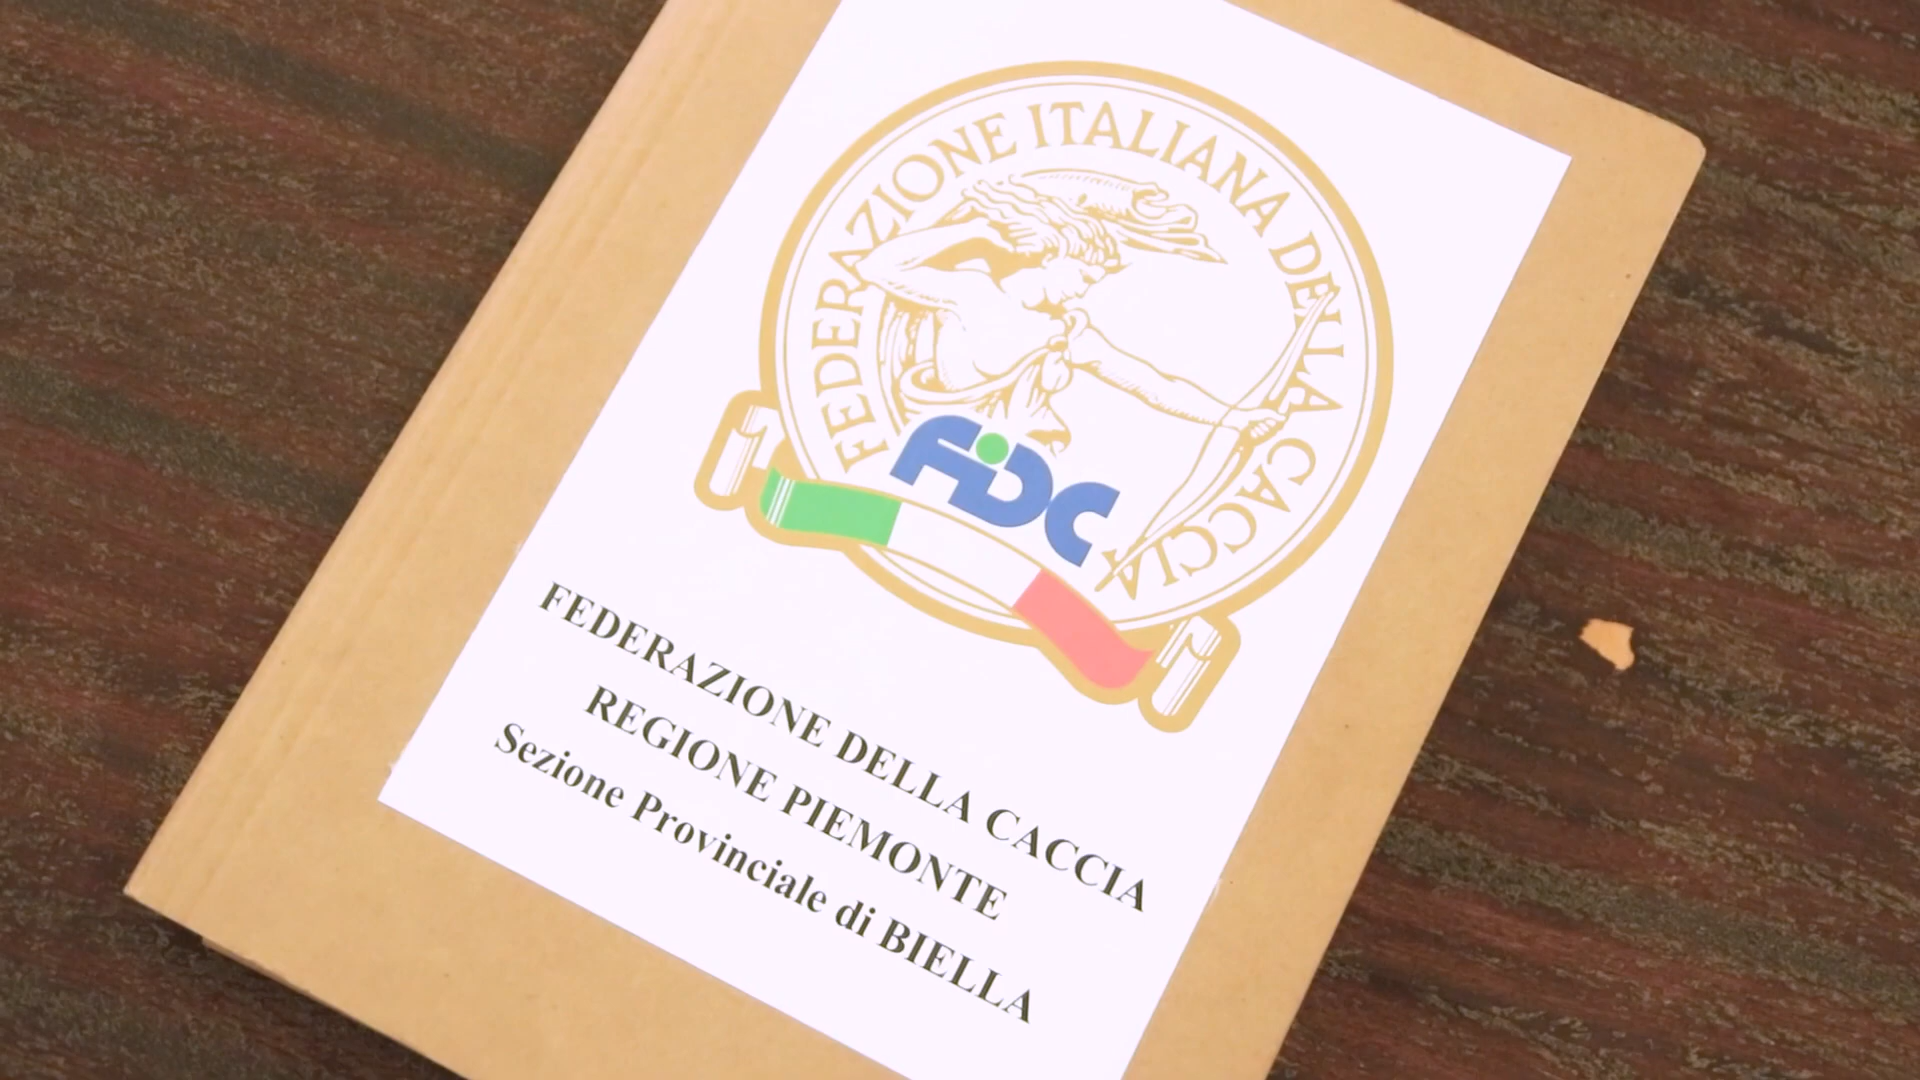 FEDERAZIONE ITALIANA DELLA CACCIA
FiDC
FEDERAZIONE DELLA CACCIA
REGIONE PIEMONTE
Sezione Provinciale di BIELLA